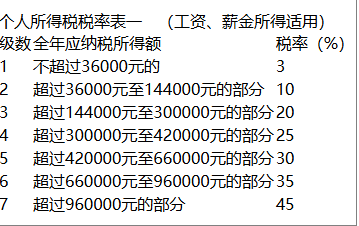 个人所得税税率表一 （工资、薪金所得适用）
级数 全年应纳税所得额 税率（%）
1 不超过36000元的 3
2 超过36000元至144000元的部分 10
3 超过144000元至300000元的部分 20
4 超过300000元至420000元的部分 25
5 超过420000元至660000元的部分 30
6 超过660000元至960000元的部分 35
7 超过960000元的部分 45